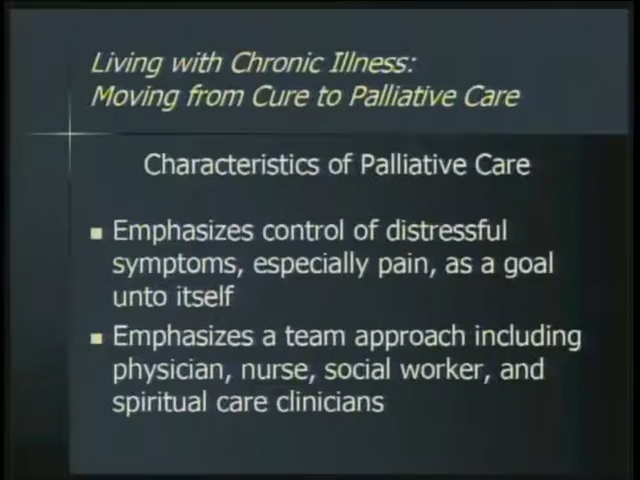 Living with Chronic Illness:
Moving from Cure to Palliative Care
Characteristics of Palliative Care
■ Emphasizes control of distressful
symptoms, especially pain, as a goal
unto itself
■ Emphasizes a team approach including
physician, nurse, social worker, and
spiritual care clinicians